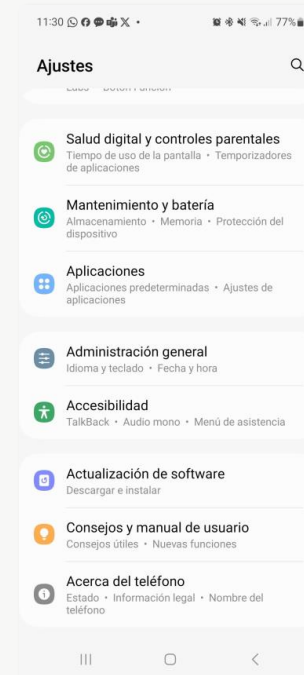 11:30
77%
Ajustes
Labs • Botón Función
Salud digital y controles parentales
Tiempo de uso de la pantalla • Temporizadores
de aplicaciones
Mantenimiento y batería
Almacenamiento • Memoria • Protección del
dispositivo
Aplicaciones
Aplicaciones predeterminadas • Ajustes de
aplicaciones
Administración general
Idioma y teclado • Fecha y hora
Accesibilidad
TalkBack • Audio mono • Menú de asistencia
Actualización de software
Descargar e instalar
Consejos y manual de usuario
Consejos útiles • Nuevas funciones
Acerca del teléfono
Estado • Información legal • Nombre del
teléfono